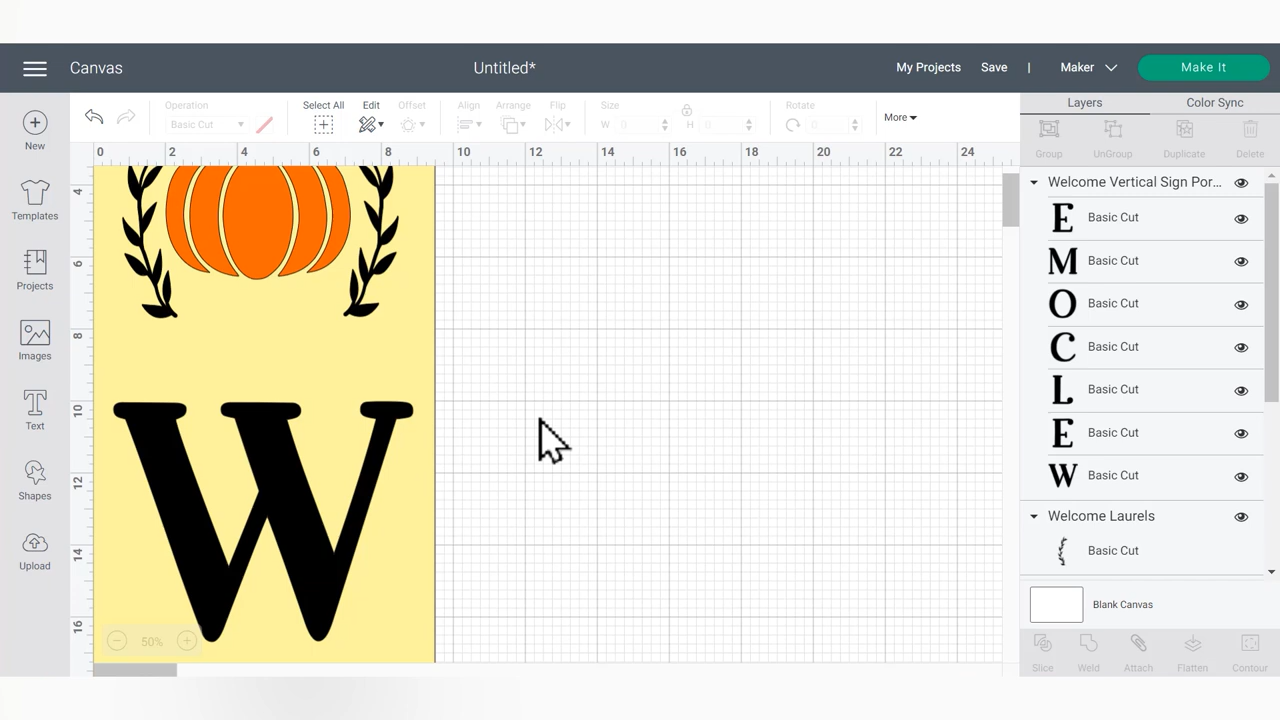 Canvas
Untitled*
My Projects
Save
|
Maker
Make It
New
Templates
Projects
Images
Text
Shapes
Upload
Operation
Basic Cut
Select All
Edit
Offset
Align
Arrange
Flip
Size
W 0
H 0
Rotate
0
More
0 2 4 6 8 10 12 14 16 18 20 22 24
4
6
8
10
12
14
16
W
50%
Layers
Color Sync
Group
UnGroup
Duplicate
Delete
Welcome Vertical Sign Por...
E Basic Cut
M Basic Cut
O Basic Cut
C Basic Cut
L Basic Cut
E Basic Cut
W Basic Cut
Welcome Laurels
Basic Cut
Blank Canvas
Slice
Weld
Attach
Flatten
Contour